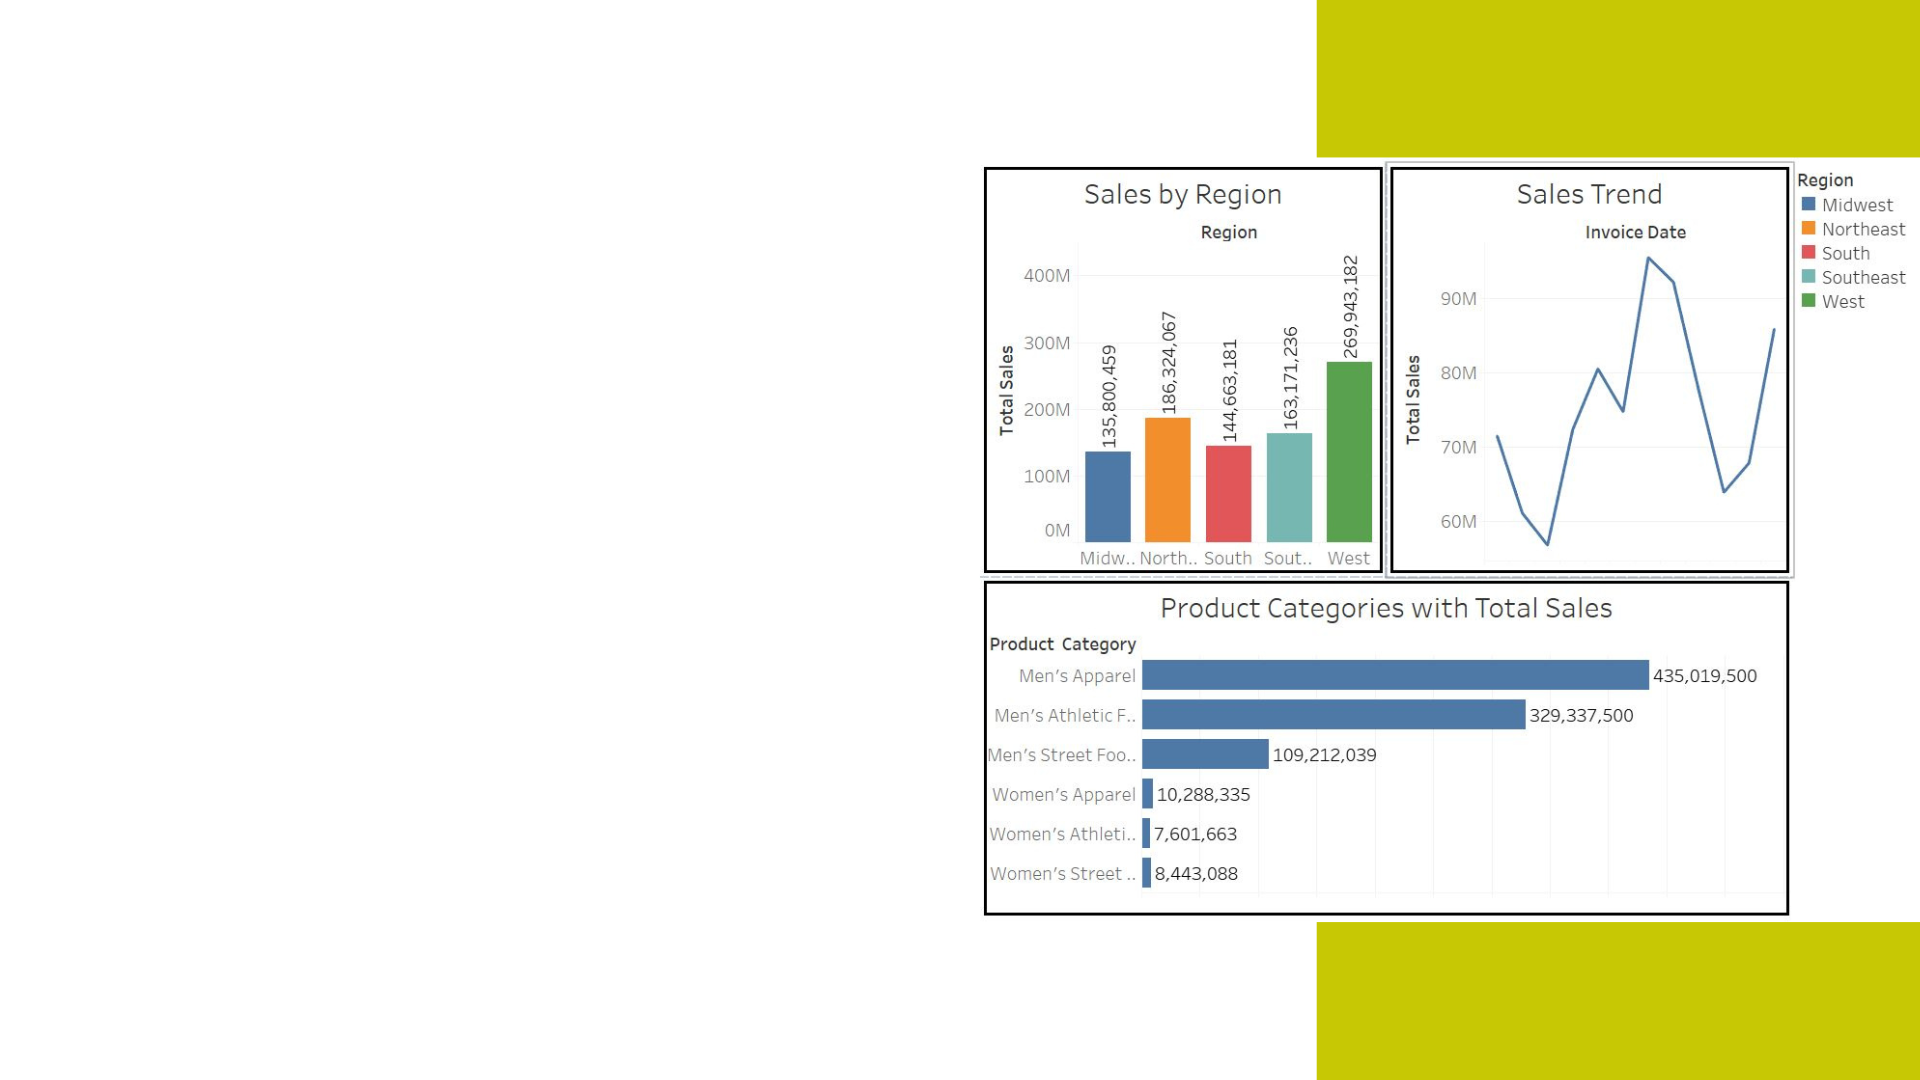 Sales by Region
Region
400M
300M
200M
100M
0M
Total Sales
135,800,459
186,324,067
144,663,181
163,171,236
269,943,182
Midw.. North.. South Sout.. West
Sales Trend
Invoice Date
90M
80M
70M
60M
Total Sales
Region
Midwest
Northeast
South
Southeast
West
Product Categories with Total Sales
Product Category
Men's Apparel 435,019,500
Men's Athletic F.. 329,337,500
Men's Street Foo.. 109,212,039
Women's Apparel 10,288,335
Women's Athleti.. 7,601,663
Women's Street .. 8,443,088